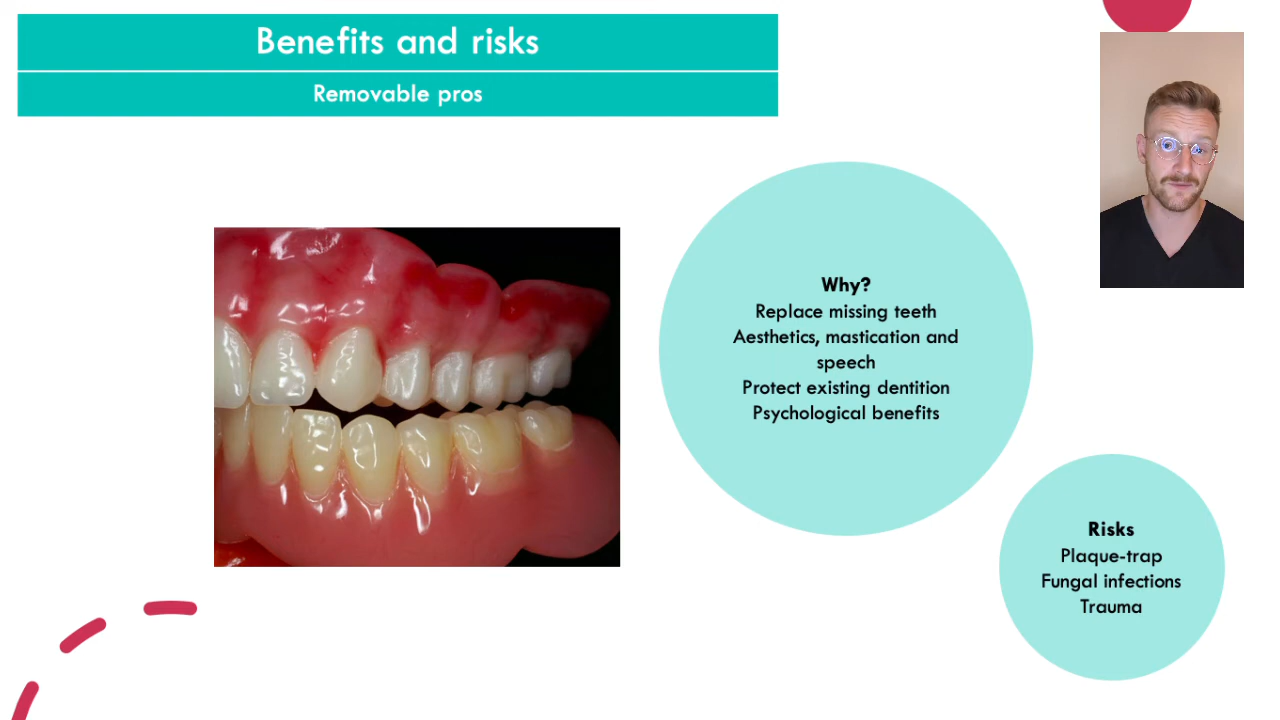 Benefits and risks
Removable pros
Why?
Replace missing teeth
Aesthetics, mastication and
speech
Protect existing dentition
Psychological benefits
Risks
Plaque-trap
Fungal infections
Trauma